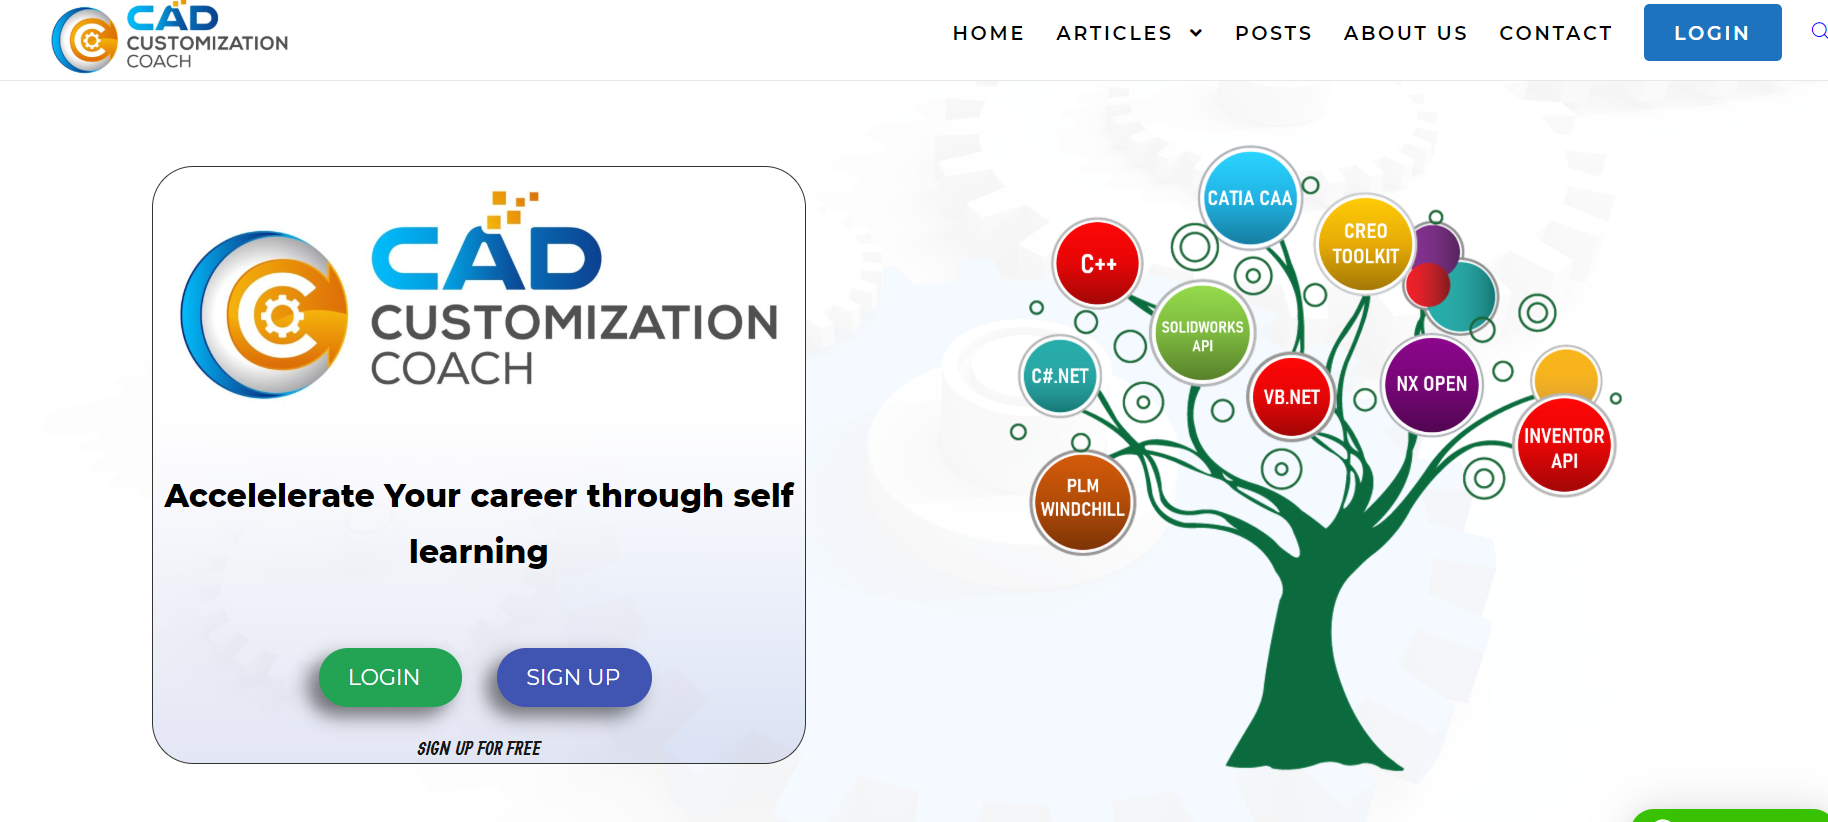 CAD
CUSTOMIZATION
COACH
HOME ARTICLES POSTS ABOUT US CONTACT LOGIN
CAD
CUSTOMIZATION
COACH
Accelelerate Your career through self
learning
LOGIN SIGN UP
SIGN UP FOR FREE
CATIA CAA
CREO
TOOLKIT
C++
SOLIDWORKS
API
C#.NET
VB.NET
NX OPEN
INVENTOR
API
PLM
WINDCHILL